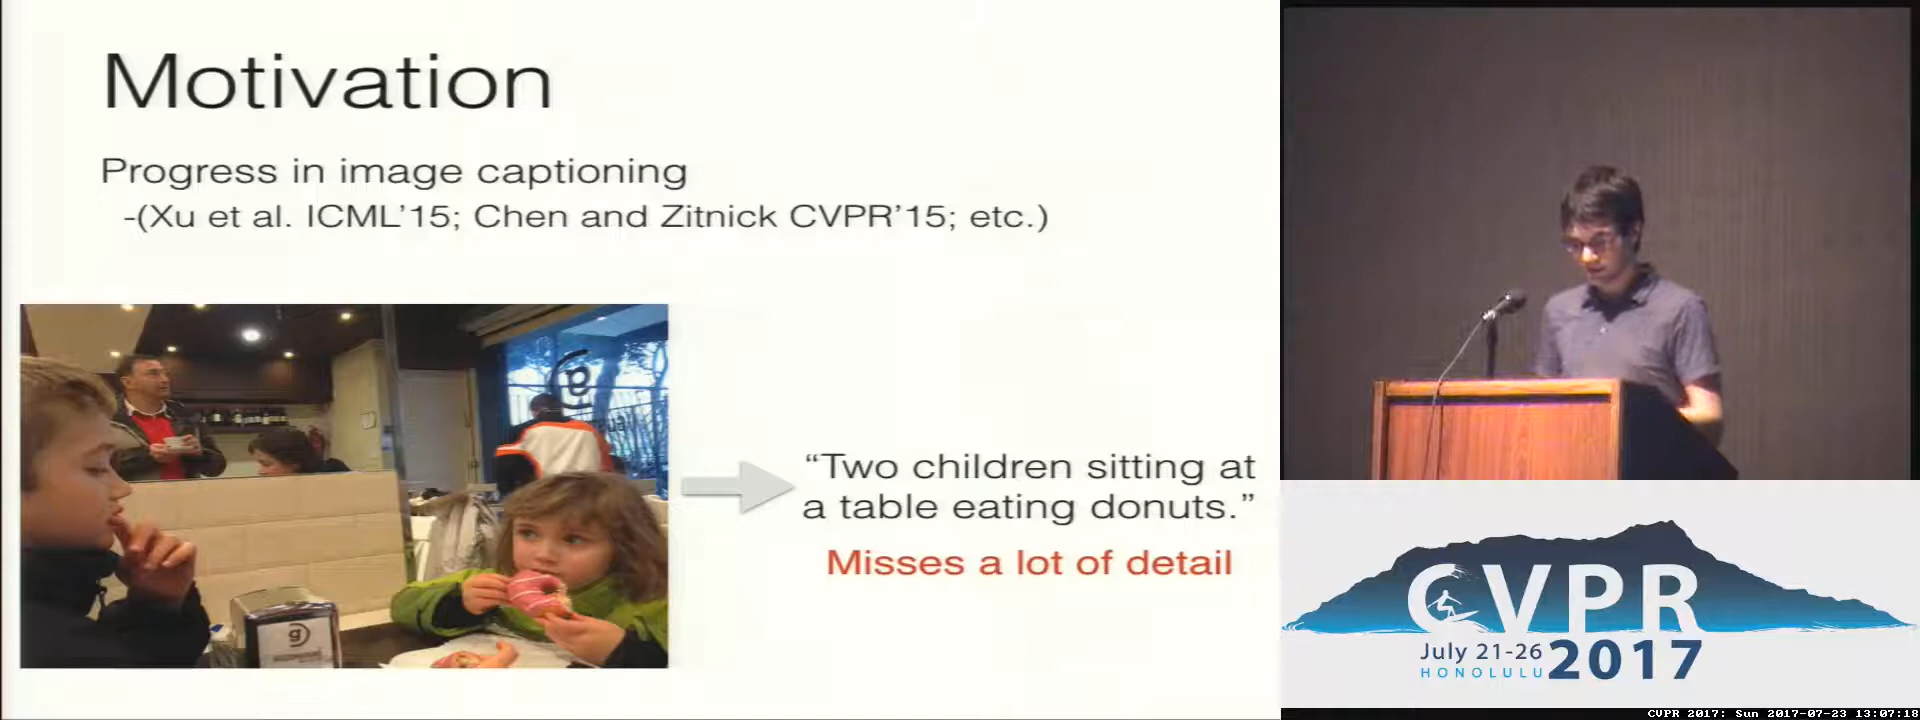 Motivation
Progress in image captioning
-(Xu et al. ICML'15; Chen and Zitnick CVPR'15; etc.)
g
g
“Two children sitting at
a table eating donuts.”
Misses a lot of detail
CVPR
July 21-26
HONOLULU
2017
CVPR 2017: Sun 2017-07-23 13:07:18